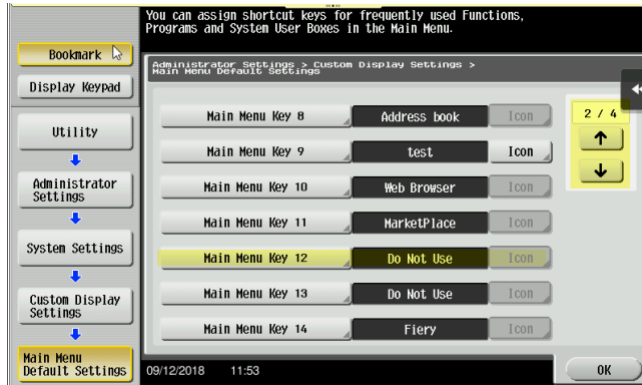 You can assign shortcut keys for frequently used Functions,
Programs and System User Boxes in the Main Menu.
Bookmark
Display Keypad
Utility
Administrator
Settings
System Settings
Custom Display
Settings
Main Menu
Default Settings
Administrator Settings > Custom Display Settings >
Main Menu Default Settings
Main Menu Key 8 Address book Icon
Main Menu Key 9 test Icon
Main Menu Key 10 Web Browser Icon
Main Menu Key 11 MarketPlace Icon
Main Menu Key 12 Do Not Use Icon
Main Menu Key 13 Do Not Use Icon
Main Menu Key 14 Fiery Icon
2 / 4
09/12/2018 11:53
OK